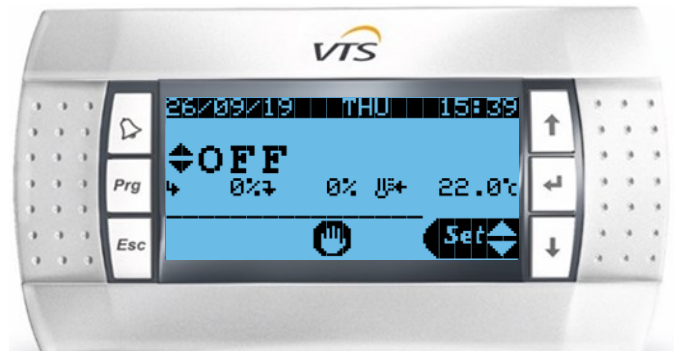 VTS
26/09/19 THU 15:39
OFF
Prg
0% 0% 22.0°c
Esc
Set